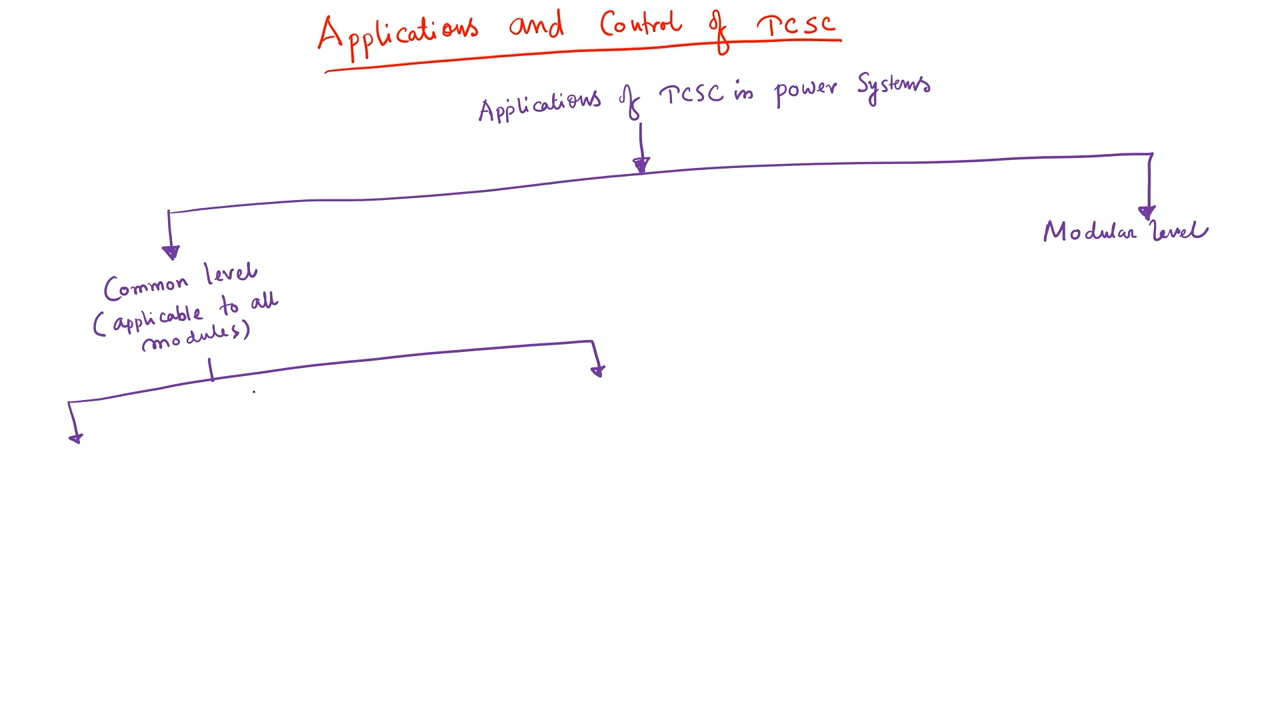 Applications and Control of TCSC
Applications of TCSC in power Systems
Modular level
Common level
(applicable to all
modules)